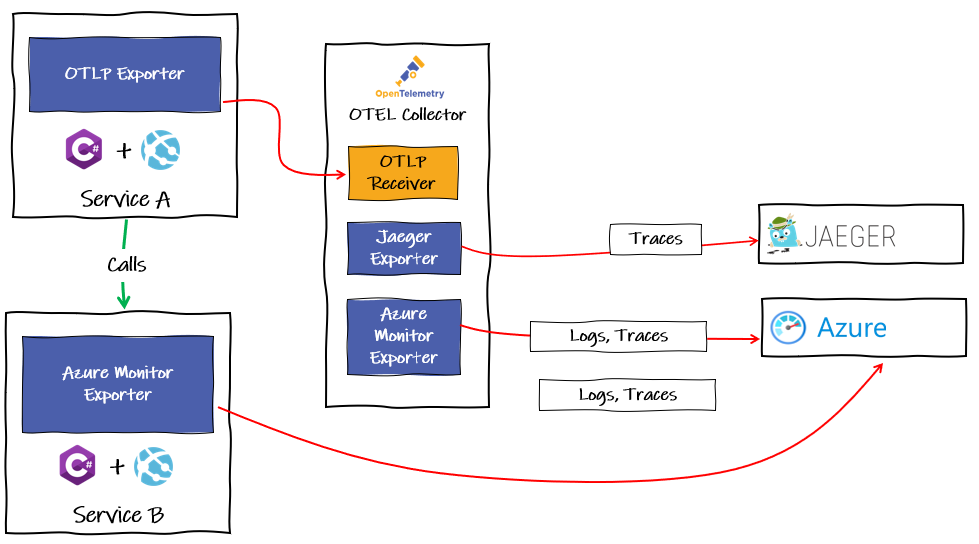 OTLP Exporter
C#
+
Service A
Calls
Azure Monitor
Exporter
C#
+
Service B
OpenTelemetry
OTEL Collector
OTLP
Receiver
Jaeger
Exporter
Azure
Monitor
Exporter
Traces
Logs, Traces
Logs, Traces
JAEGER
Azure